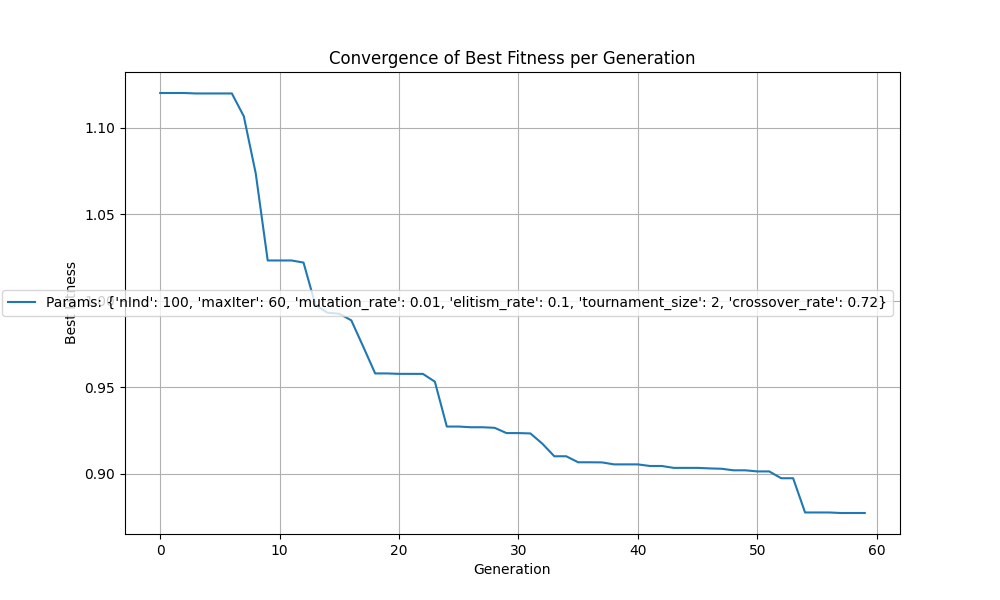 Convergence of Best Fitness per Generation
1.10
1.05
0.95
0.90
Best Fitness
Params: {'nInd': 100, 'maxIter': 60, 'mutation_rate': 0.01, 'elitism_rate': 0.1, 'tournament_size': 2, 'crossover_rate': 0.72}
0 10 20 30 40 50 60
Generation